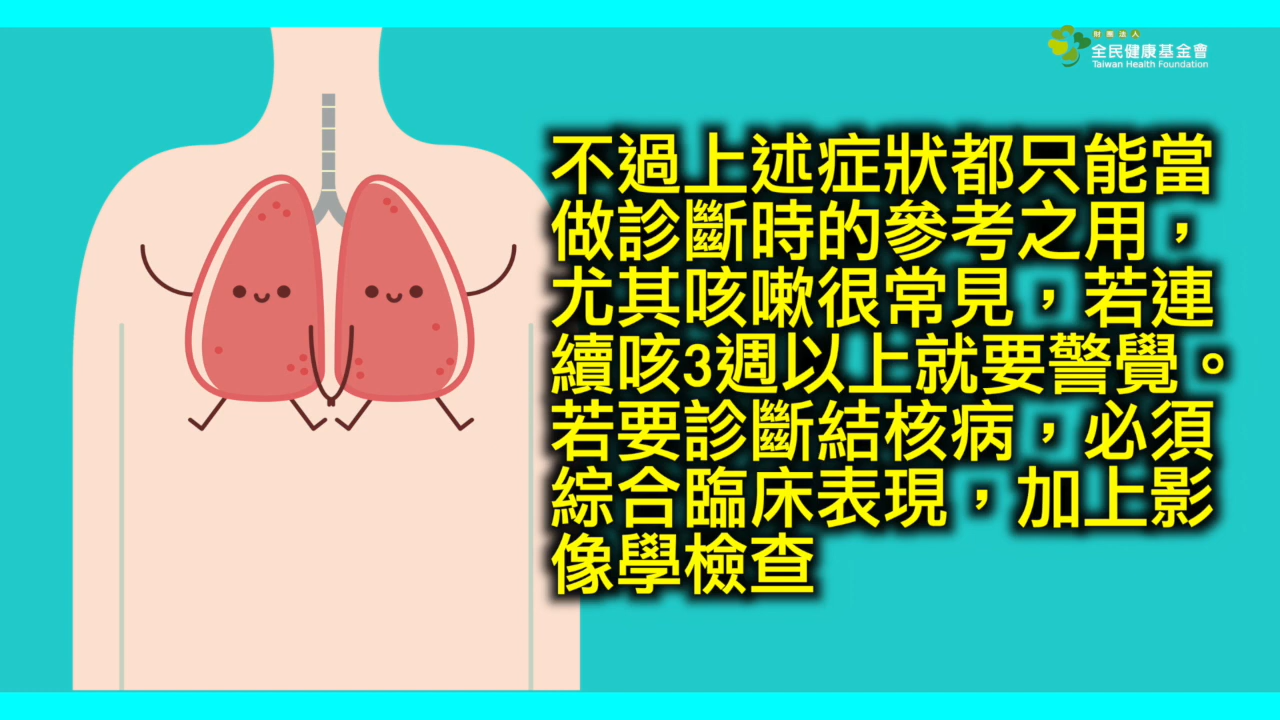 財團法人
全民健康基金會
Taiwan Health Foundation
不過上述症狀都只能當
做診斷時的參考之用，
尤其咳嗽很常見，若連
續咳3週以上就要警覺。
若要診斷結核病，必須
綜合臨床表現，加上影
像學檢查